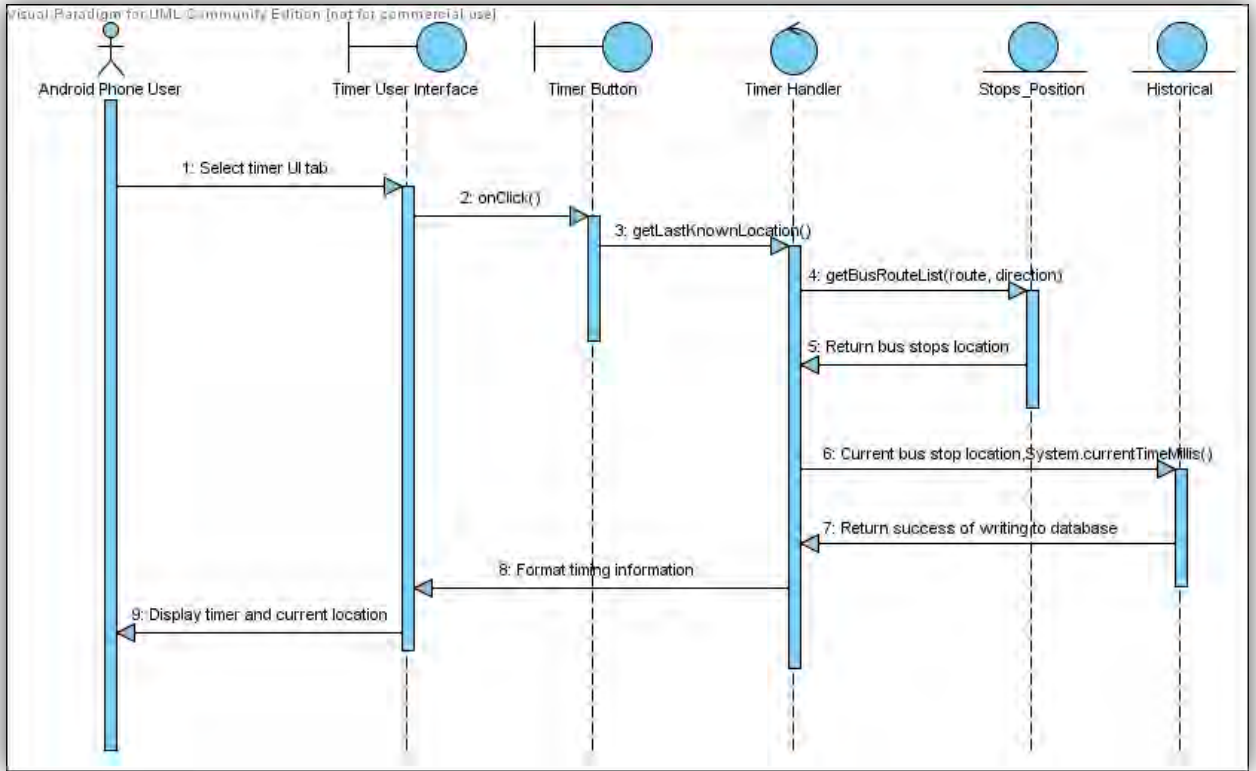 Visual Paradigm for UML Community Edition [not for commercial use]
Android Phone User
Timer User Interface
Timer Button
Timer Handler
Stops_Position
Historical
1: Select timer UI tab
2: onClick()
3: getLastKnownLocation()
4: getBusRouteList(route, direction)
5: Return bus stops location
6: Current bus stop location,System.currentTimeMillis()
7: Return success of writing to database
8: Format timing information
9: Display timer and current location